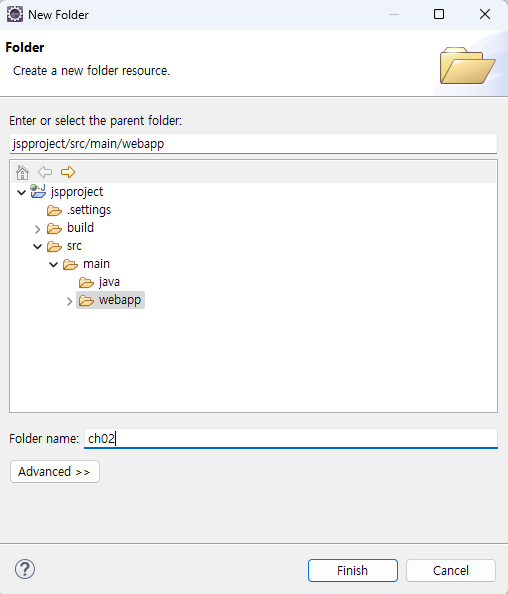 New Folder
Folder
Create a new folder resource.
Enter or select the parent folder:
jspproject/src/main/webapp
jspproject
.settings
build
src
main
java
webapp
Folder name: ch02
Advanced >>
Finish Cancel